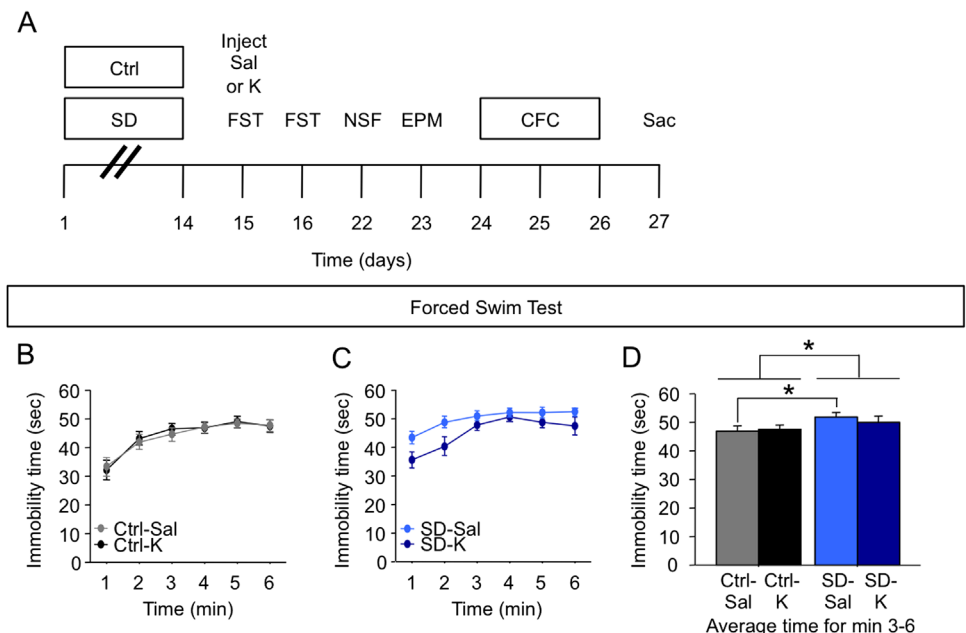 A
Ctrl
Inject
Sal
or K
SD
FST FST NSF EPM CFC Sac
1 14 15 16 22 23 24 25 26 27
Time (days)
Forced Swim Test
B
Immobility time (sec)
60
50
40
30
20
10
0
Ctrl-Sal
Ctrl-K
1 2 3 4 5 6
Time (min)
C
Immobility time (sec)
60
50
40
30
20
10
0
SD-Sal
SD-K
1 2 3 4 5 6
Time (min)
D
*
*
Immobility time (sec)
60
50
40
30
20
10
0
Ctrl- Ctrl- SD- SD-
Sal K Sal K
Average time for min 3-6